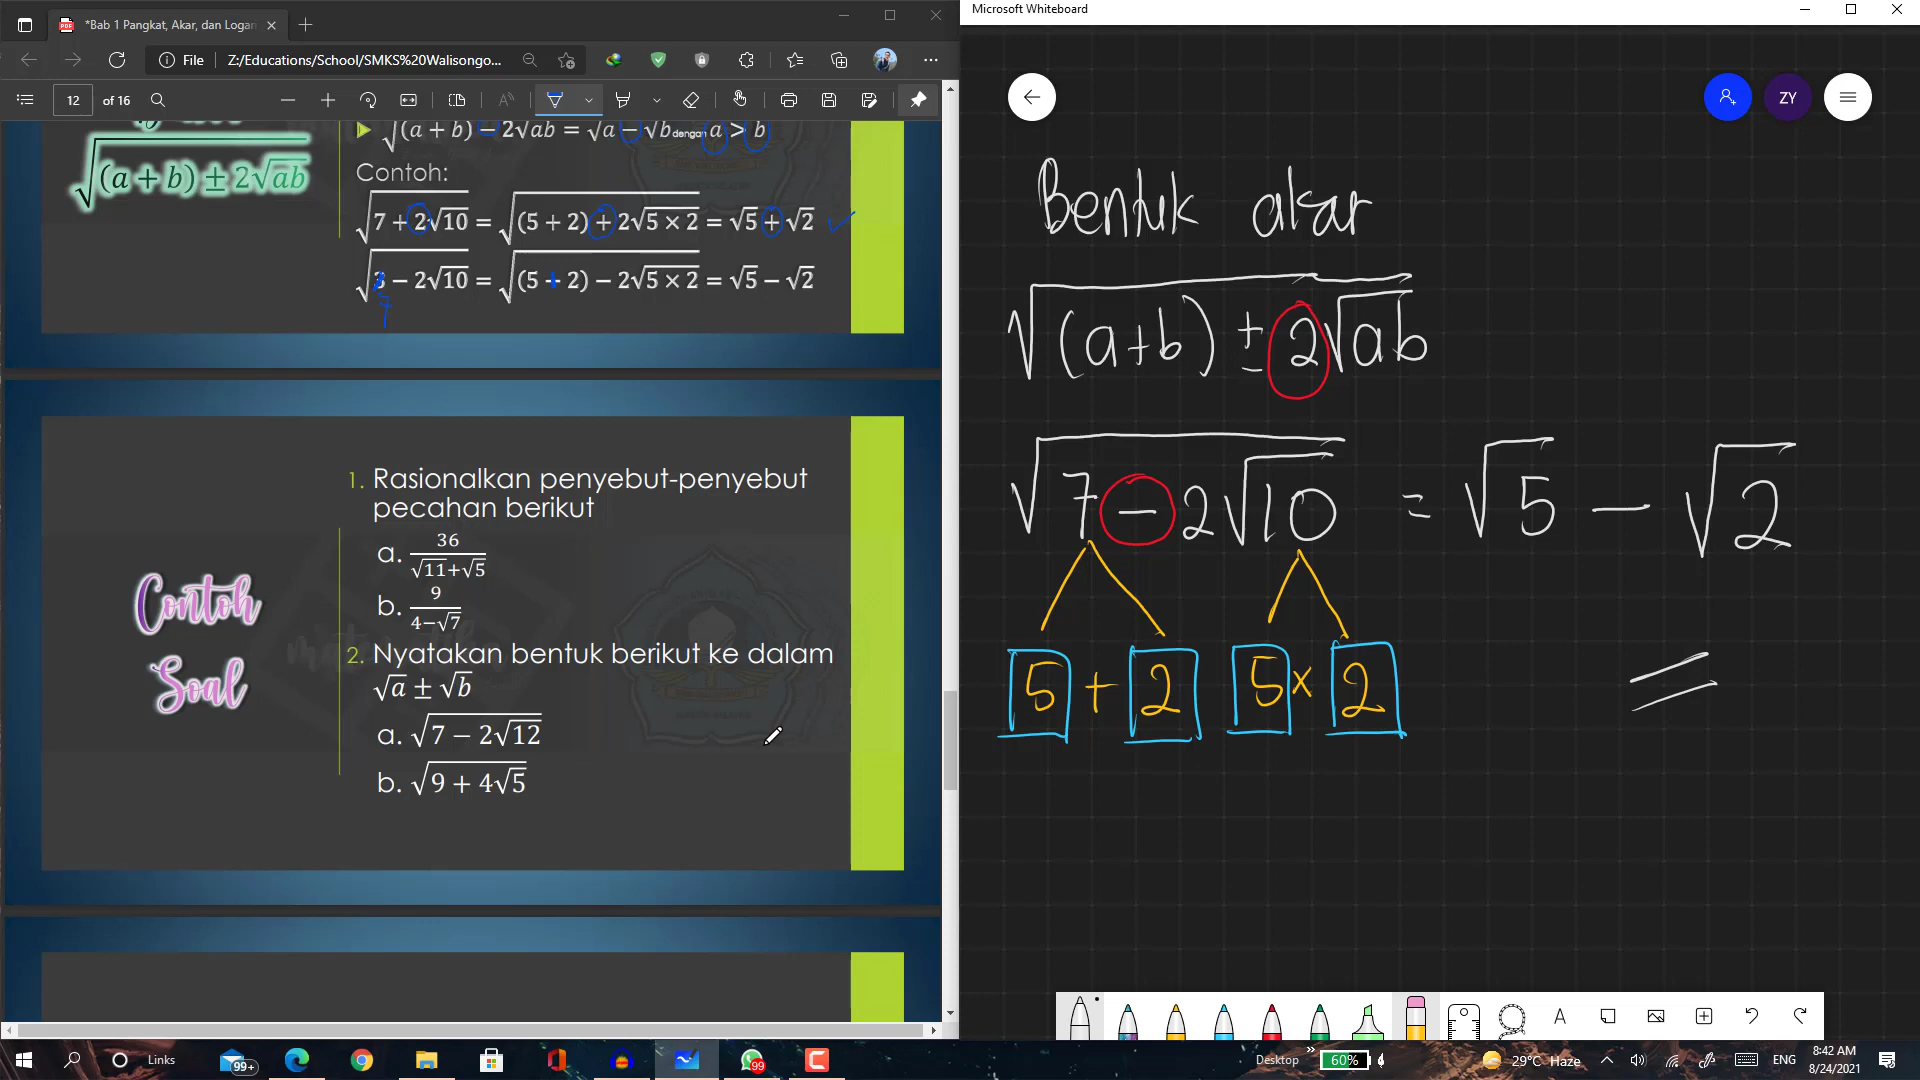 *Bab 1 Pangkat, Akar, dan Logan
File
Z:/Educations/School/SMKS%20Walisongo...
12 of 16
√((a + b) ± 2√ab)
√((a + b) − 2√ab) = √a − √b dengan a > b
Contoh:
√(7 + 2√10) = √((5 + 2) + 2√(5 × 2)) = √5 + √2
√(3 − 2√10) = √((5 + 2) − 2√(5 × 2)) = √5 − √2
7
Contoh
Soal
1. Rasionalkan penyebut-penyebut
pecahan berikut
a. 36/(√11+√5)
b. 9/(4−√7)
2. Nyatakan bentuk berikut ke dalam
√a ± √b
a. √(7 − 2√12)
b. √(9 + 4√5)
Microsoft Whiteboard
ZY
Bentuk akar
√((a+b) ± 2√ab)
√(7 − 2√10) = √5 − √2
5 + 2 5 × 2
Links
99+
99
Desktop
60%
29°C Haze
ENG
8:42 AM
8/24/2021